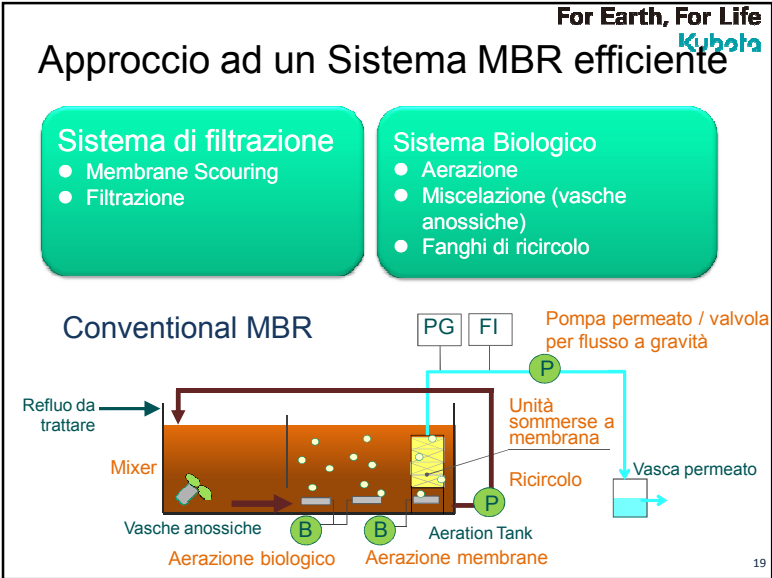 For Earth, For Life
Kubota
Approccio ad un Sistema MBR efficiente
Sistema di filtrazione
● Membrane Scouring
● Filtrazione
Sistema Biologico
● Aerazione
● Miscelazione (vasche
anossiche)
● Fanghi di ricircolo
Conventional MBR
PG
FI
Pompa permeato / valvola
per flusso a gravità
P
Refluo da
trattare
Unità
sommerse a
membrana
Mixer
Ricircolo
Vasca permeato
P
Vasche anossiche
B
B
Aeration Tank
Aerazione biologico
Aerazione membrane
19